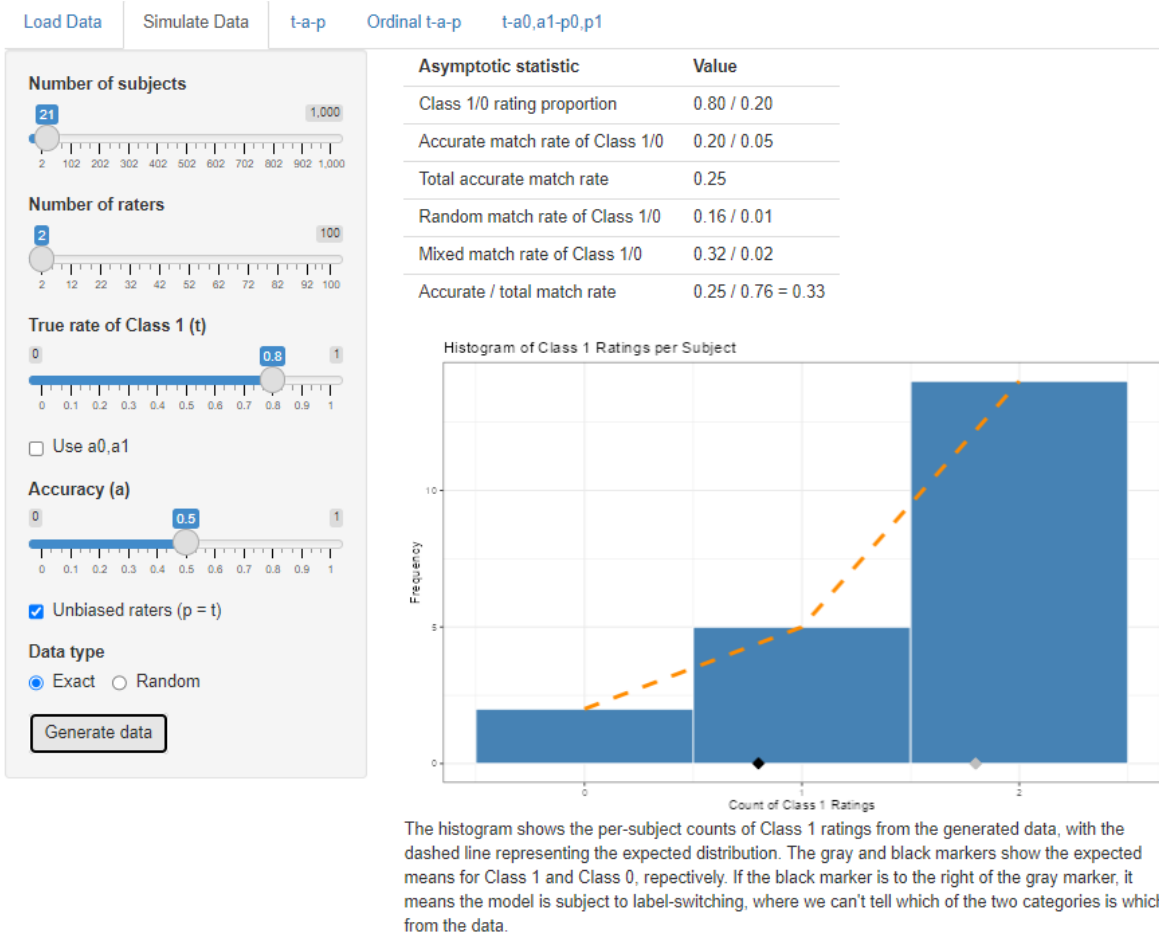 Load Data Simulate Data t-a-p Ordinal t-a-p t-a0,a1-p0,p1
Number of subjects
21 1,000
2 102 202 302 402 502 602 702 802 902 1,000
Number of raters
2 100
2 12 22 32 42 52 62 72 82 92 100
True rate of Class 1 (t)
0 0.8 1
0 0.1 0.2 0.3 0.4 0.5 0.6 0.7 0.8 0.9 1
Use a0,a1
Accuracy (a)
0 0.5 1
0 0.1 0.2 0.3 0.4 0.5 0.6 0.7 0.8 0.9 1
Unbiased raters (p = t)
Data type
Exact Random
Generate data
Asymptotic statistic Value
Class 1/0 rating proportion 0.80 / 0.20
Accurate match rate of Class 1/0 0.20 / 0.05
Total accurate match rate 0.25
Random match rate of Class 1/0 0.16 / 0.01
Mixed match rate of Class 1/0 0.32 / 0.02
Accurate / total match rate 0.25 / 0.76 = 0.33
Histogram of Class 1 Ratings per Subject
Frequency
10
5
0
0 1 2
Count of Class 1 Ratings
The histogram shows the per-subject counts of Class 1 ratings from the generated data, with the
dashed line representing the expected distribution. The gray and black markers show the expected
means for Class 1 and Class 0, repectively. If the black marker is to the right of the gray marker, it
means the model is subject to label-switching, where we can't tell which of the two categories is which
from the data.